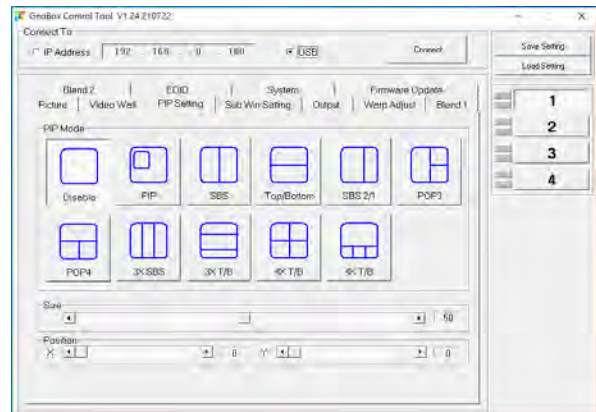 GeoBox Control Tool V1.24 210722
Connect To
IP Address 192 168 0 100 USB Connect
Save Setting
Load Setting
Blend 2 EDID System Firmware Update
Picture Video Wall PIP Setting Sub Win Setting Output Warp Adjust Blend 1
1
2
3
4
PIP Mode
Disable PIP SBS Top/Bottom SBS 2/1 POP3
POP4 3X SBS 3X T/B 4X T/B 4X T/B
Size
50
Position
X 0 Y 0